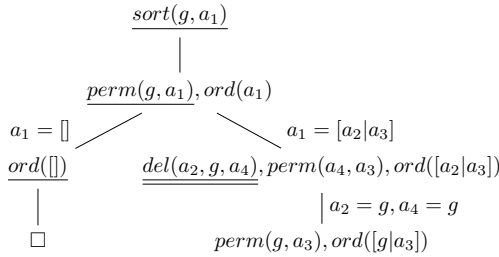 sort(g, a₁)
perm(g, a₁), ord(a₁)
a₁ = [] a₁ = [a₂|a₃]
ord([]) del(a₂, g, a₄), perm(a₄, a₃), ord([a₂|a₃])
a₂ = g, a₄ = g
□ perm(g, a₃), ord([g|a₃])